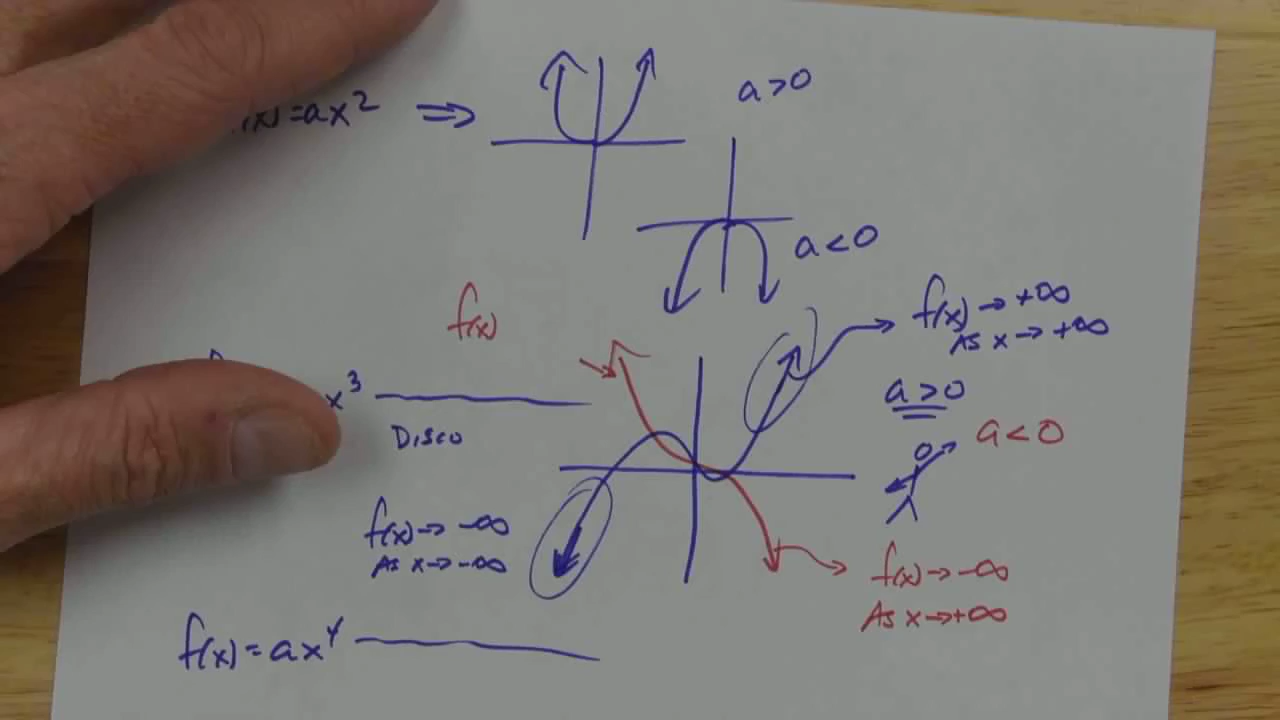 (x)=ax² ⇒
a>0
a<0
f(x)
f(x)→+∞
As x→+∞
x³
Disco
a>0
a<0
f(x)→-∞
As x→-∞
f(x)→-∞
As x→+∞
f(x)=ax⁴